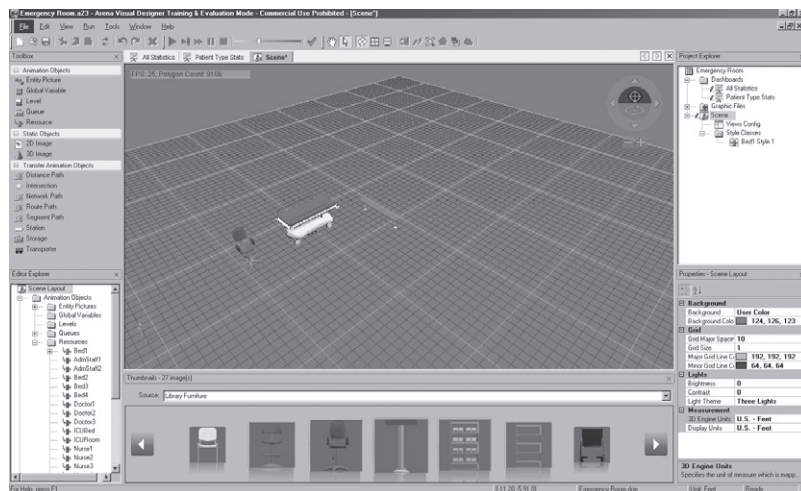 Emergency Room.a23 - Arena Visual Designer Training & Evaluation Mode - Commercial Use Prohibited - [Scene*]
File Edit View Run Tools Window Help
Toolbox
Animation Objects
Entity Picture
Global Variable
Level
Queue
Resource
Static Objects
2D Image
3D Image
Transfer Animation Objects
Distance Path
Intersection
Network Path
Route Path
Segment Path
Station
Storage
Transporter
Editor Explorer
Scene Layout
Animation Objects
Entity Pictures
Global Variables
Levels
Queues
Resources
Bed1
AdmStaff1
AdmStaff2
Bed2
Bed3
Bed4
Doctor1
Doctor2
Doctor3
ICUBed
ICURoom
Nurse1
Nurse2
Nurse3
All Statistics Patient Type Stats Scene*
FPS: 26, Polygon Count: 9106
Thumbnails - 27 image(s)
Source: Library Furniture
Project Explorer
Emergency Room
Dashboards
All Statistics
Patient Type Stats
Graphic Files
Scene
Views Config
Style Classes
Bed1 Style 1
Properties - Scene Layout
Background
Background User Color
Background Colo 124, 126, 123
Grid
Grid Major Spacin 10
Grid Size 1
Major Grid Line C 192, 192, 192
Minor Grid Line C 64, 64, 64
Lights
Brightness 0
Contrast 0
Light Theme Three Lights
Measurement
3D Engine Units U.S. - Feet
Display Units U.S. - Feet
3D Engine Units
Specifies the unit of measure which is mapp...
For Help, press F1 Emergency Room.doe Unit: Feet Ready